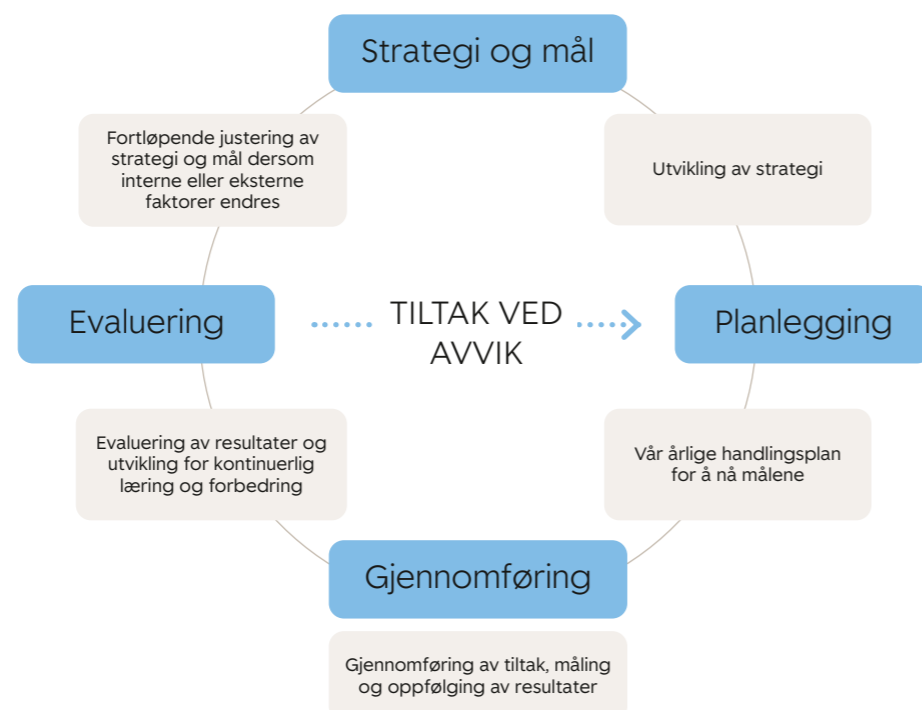 Strategi og mål
Fortløpende justering av
strategi og mål dersom
interne eller eksterne
faktorer endres
Utvikling av strategi
Evaluering
TILTAK VED
AVVIK
Planlegging
Evaluering av resultater og
utvikling for kontinuerlig
læring og forbedring
Vår årlige handlingsplan
for å nå målene
Gjennomføring
Gjennomføring av tiltak, måling
og oppfølging av resultater